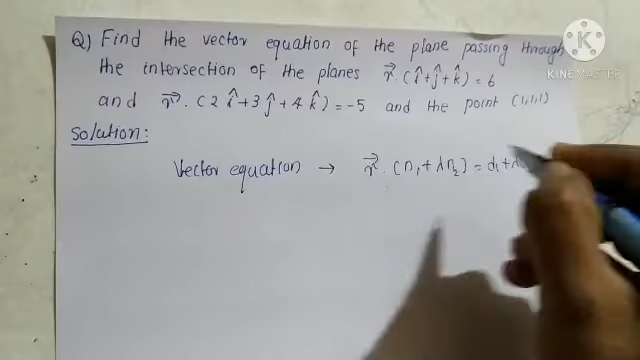 Q) Find the vector equation of the plane passing through
the intersection of the planes r⃗.(î+ĵ+k̂)=6
and r⃗.(2î+3ĵ+4k̂)=-5 and the point (1,1,1)
Solution:
Vector equation → r⃗.(n₁+λn₂)=d₁+λ
K
KINEMASTER